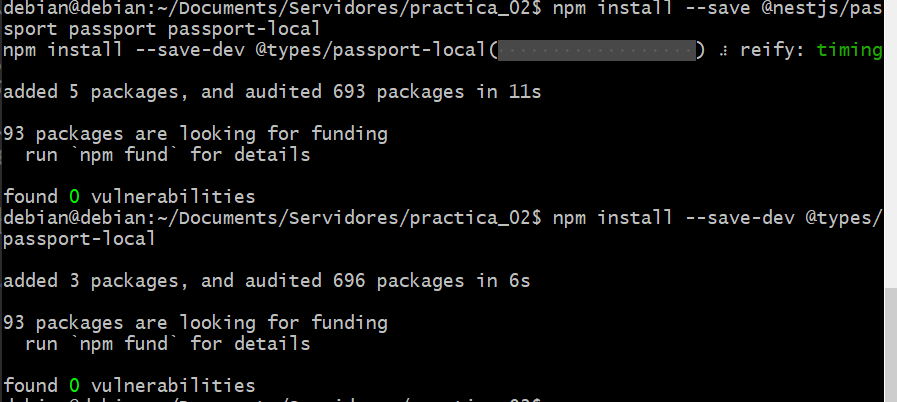 debian@debian:~/Documents/Servidores/practica_02$ npm install --save @nestjs/pas
sport passport passport-local
npm install --save-dev @types/passport-local(··················) ⠼ reify: timing
added 5 packages, and audited 693 packages in 11s
93 packages are looking for funding
run `npm fund` for details
found 0 vulnerabilities
debian@debian:~/Documents/Servidores/practica_02$ npm install --save-dev @types/
passport-local
added 3 packages, and audited 696 packages in 6s
93 packages are looking for funding
run `npm fund` for details
found 0 vulnerabilities